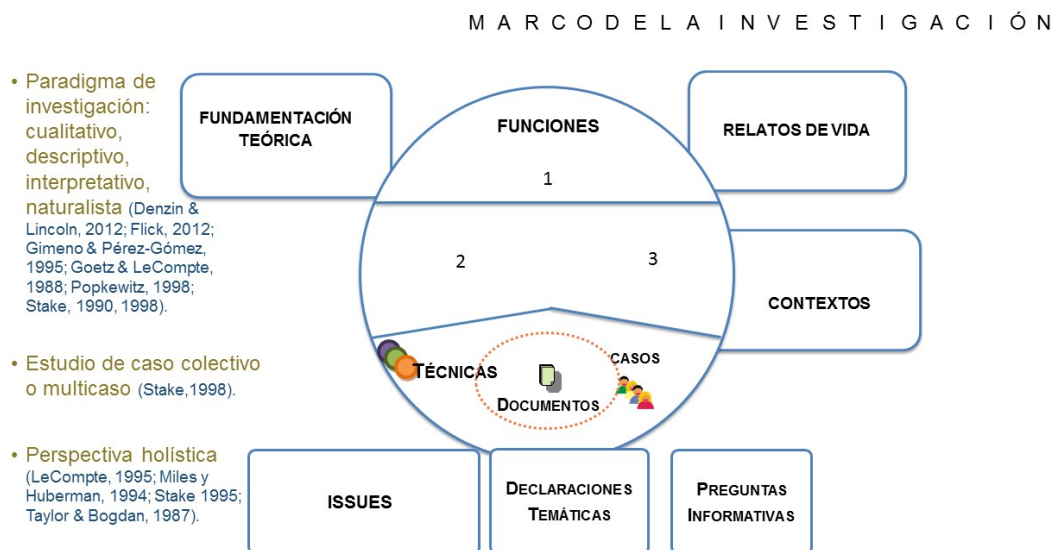 M A R C O D E L A I N V E S T I G A C I Ó N
• Paradigma de
investigación:
cualitativo,
descriptivo,
interpretativo,
naturalista (Denzin &
Lincoln, 2012; Flick, 2012;
Gimeno & Pérez-Gómez,
1995; Goetz & LeCompte,
1988; Popkewitz, 1998;
Stake, 1990, 1998).
• Estudio de caso colectivo
o multicaso (Stake,1998).
• Perspectiva holística
(LeCompte, 1995; Miles y
Huberman, 1994; Stake 1995;
Taylor & Bogdan, 1987).
FUNDAMENTACIÓN
TEÓRICA
FUNCIONES
1
RELATOS DE VIDA
2
3
CONTEXTOS
TÉCNICAS
DOCUMENTOS
CASOS
ISSUES
DECLARACIONES
TEMÁTICAS
PREGUNTAS
INFORMATIVAS